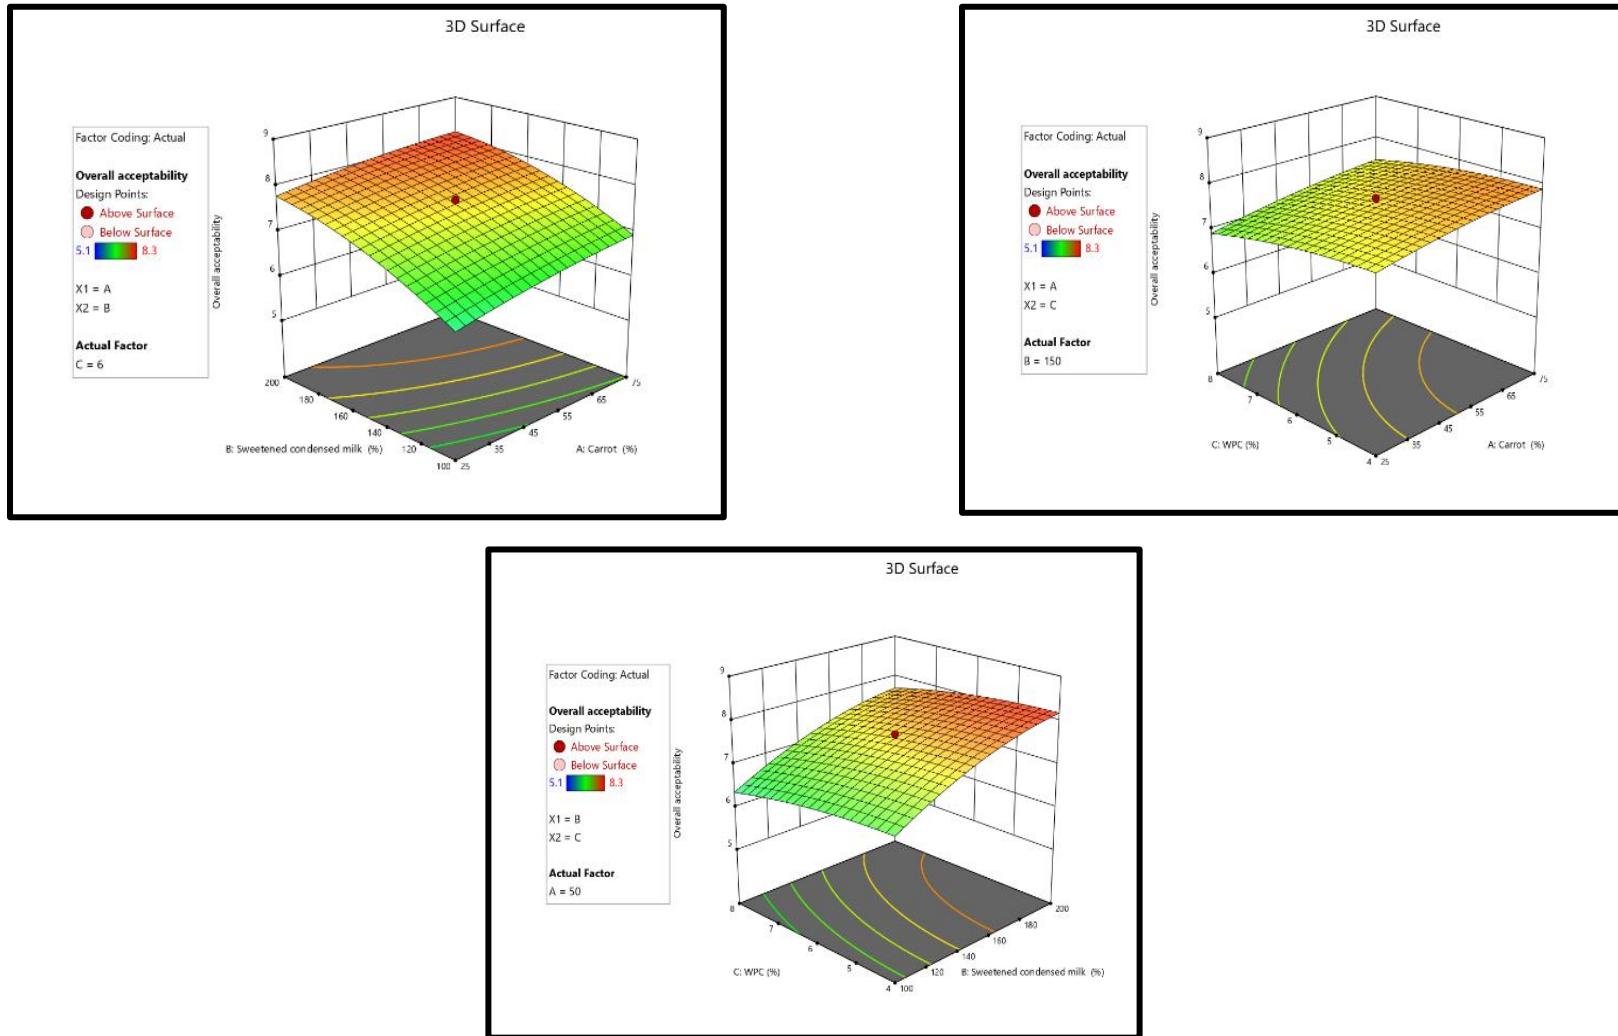 3D Surface
Factor Coding: Actual
Overall acceptability
Design Points:
Above Surface
Below Surface
5.1 8.3
X1 = A
X2 = B
Actual Factor
C = 6
Overall acceptability
9
8
7
6
5
200
180
160
140
120
100
25
35
45
55
65
75
B: Sweetened condensed milk (%)
A: Carrot (%)
3D Surface
Factor Coding: Actual
Overall acceptability
Design Points:
Above Surface
Below Surface
5.1 8.3
X1 = A
X2 = C
Actual Factor
B = 150
Overall acceptability
9
8
7
6
5
8
7
6
5
4
25
35
45
55
65
75
C: WPC (%)
A: Carrot (%)
3D Surface
Factor Coding: Actual
Overall acceptability
Design Points:
Above Surface
Below Surface
5.1 8.3
X1 = B
X2 = C
Actual Factor
A = 50
Overall acceptability
9
8
7
6
5
8
7
6
5
4
100
120
140
160
180
200
C: WPC (%)
B: Sweetened condensed milk (%)